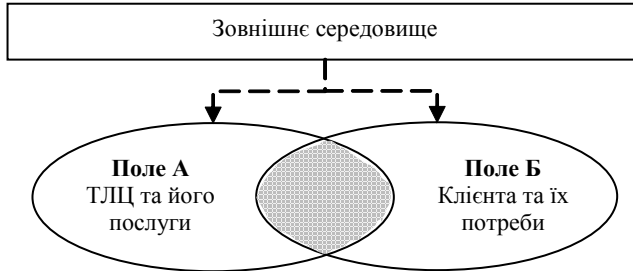 Зовнішнє середовище
Поле А
ТЛЦ та його
послуги
Поле Б
Клієнта та їх
потреби